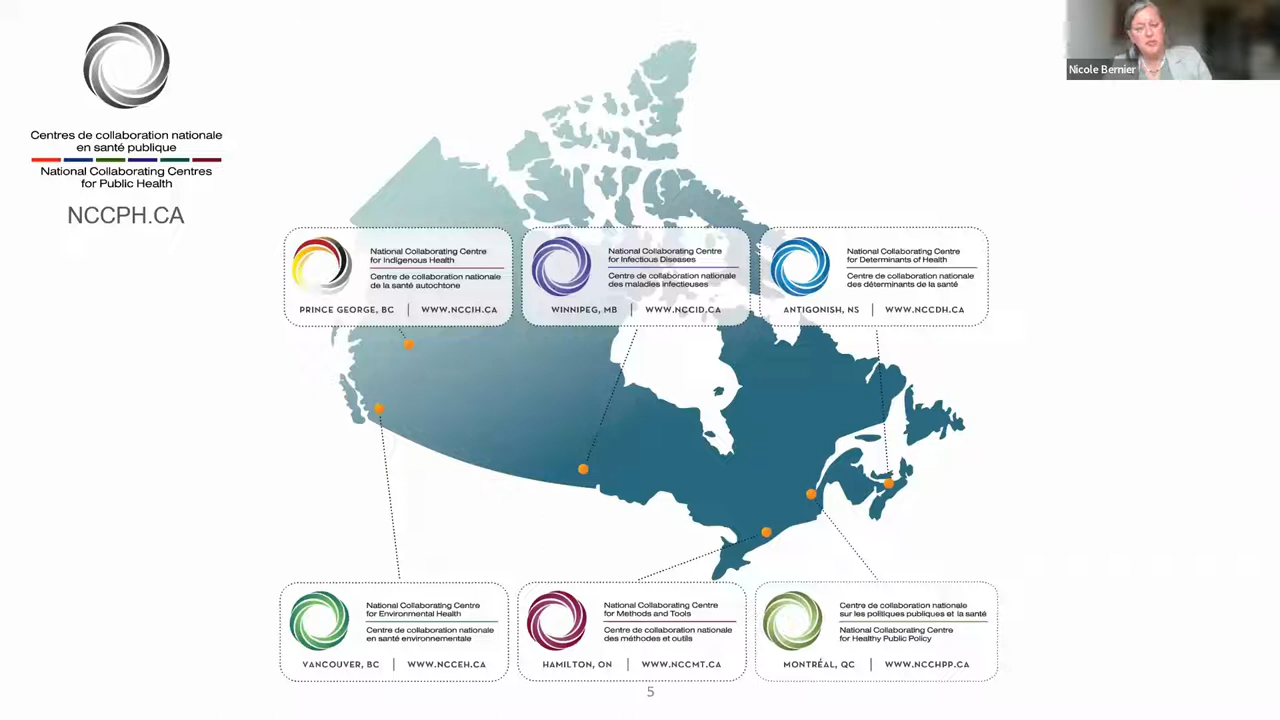 Nicole Bernier
Centres de collaboration nationale
en santé publique
National Collaborating Centres
for Public Health
NCCPH.CA
National Collaborating Centre
for Indigenous Health
Centre de collaboration nationale
de la santé autochtone
PRINCE GEORGE, BC | WWW.NCCIH.CA
National Collaborating Centre
for Infectious Diseases
Centre de collaboration nationale
des maladies infectieuses
WINNIPEG, MB | WWW.NCCID.CA
National Collaborating Centre
for Determinants of Health
Centre de collaboration nationale
des déterminants de la santé
ANTIGONISH, NS | WWW.NCCDH.CA
National Collaborating Centre
for Environmental Health
Centre de collaboration nationale
en santé environnementale
VANCOUVER, BC | WWW.NCCEH.CA
National Collaborating Centre
for Methods and Tools
Centre de collaboration nationale
des méthodes et outils
HAMILTON, ON | WWW.NCCMT.CA
Centre de collaboration nationale
sur les politiques publiques et la santé
National Collaborating Centre
for Healthy Public Policy
MONTRÉAL, QC | WWW.NCCHPP.CA
5